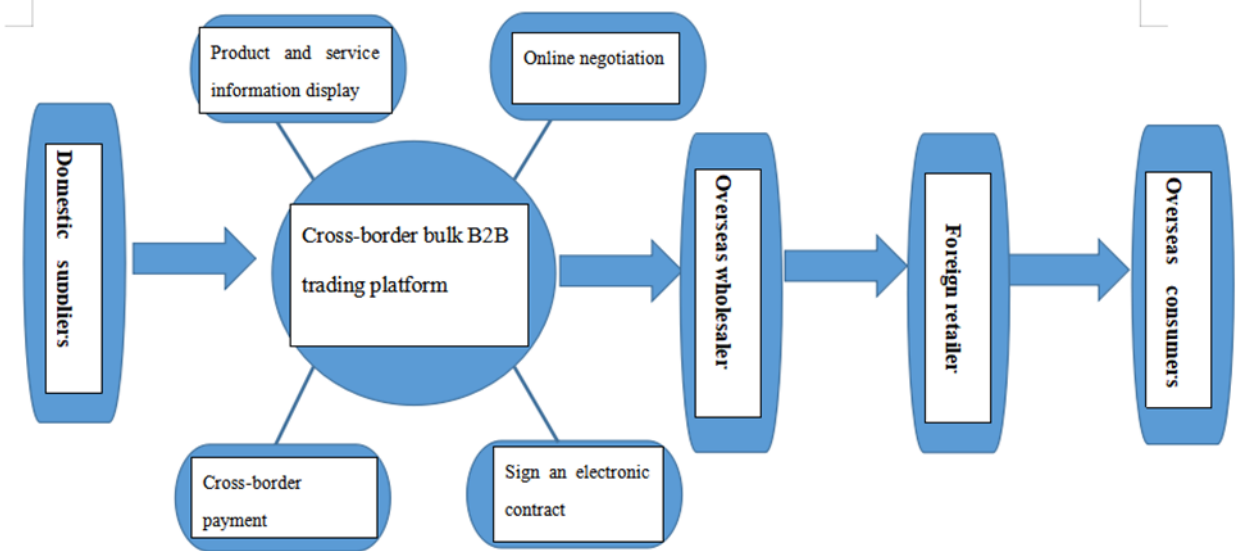 Product and service
information display
Online negotiation
Domestic suppliers
Cross-border bulk B2B
trading platform
Overseas wholesaler
Foreign retailer
Overseas consumers
Cross-border
payment
Sign an electronic
contract